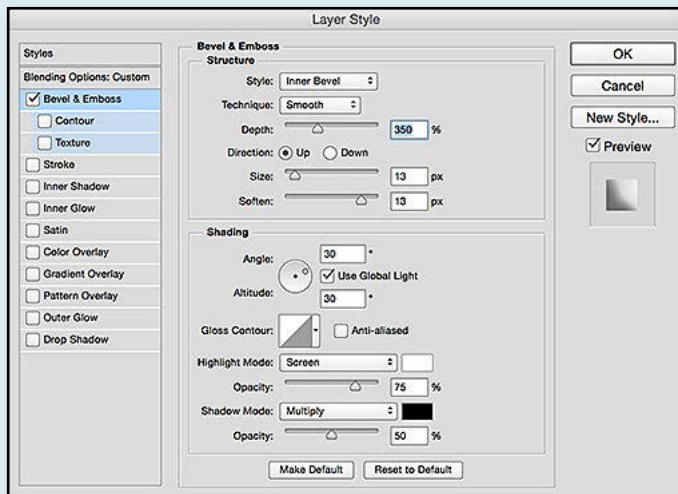 Layer Style
Styles
Blending Options: Custom
Bevel & Emboss
Contour
Texture
Stroke
Inner Shadow
Inner Glow
Satin
Color Overlay
Gradient Overlay
Pattern Overlay
Outer Glow
Drop Shadow
Bevel & Emboss
Structure
Style: Inner Bevel
Technique: Smooth
Depth: 350 %
Direction: Up Down
Size: 13 px
Soften: 13 px
Shading
Angle: 30 °
Use Global Light
Altitude: 30 °
Gloss Contour: Anti-aliased
Highlight Mode: Screen
Opacity: 75 %
Shadow Mode: Multiply
Opacity: 50 %
Make Default Reset to Default
OK
Cancel
New Style...
Preview